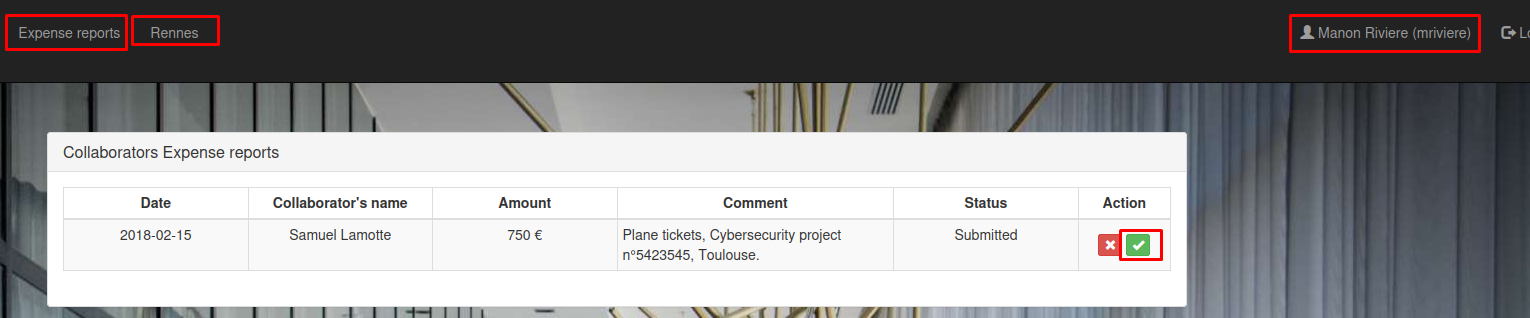 Expense reports Rennes Manon Riviere (mriviere)
Collaborators Expense reports
Date Collaborator's name Amount Comment Status Action
2018-02-15 Samuel Lamotte 750 € Plane tickets, Cybersecurity project Submitted
n°5423545, Toulouse.